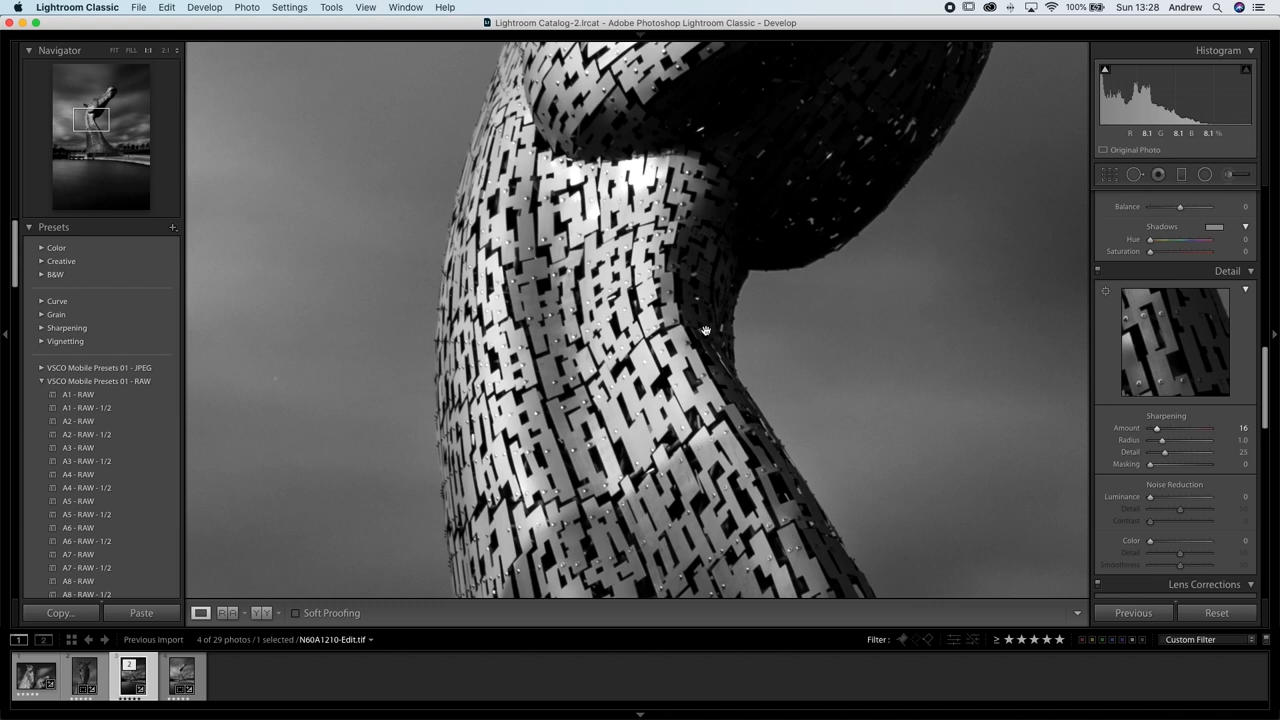 Lightroom Classic File Edit Develop Photo Settings Tools View Window Help 100% Sun 13:28 Andrew
Lightroom Catalog-2.lrcat - Adobe Photoshop Lightroom Classic - Develop
Navigator FIT FILL 1:1 2:1
Presets +
Color
Creative
B&W
Curve
Grain
Sharpening
Vignetting
VSCO Mobile Presets 01 - JPEG
VSCO Mobile Presets 01 - RAW
A1 - RAW
A1 - RAW - 1/2
A2 - RAW
A2 - RAW - 1/2
A3 - RAW
A3 - RAW - 1/2
A4 - RAW
A4 - RAW - 1/2
A5 - RAW
A5 - RAW - 1/2
A6 - RAW
A6 - RAW - 1/2
A7 - RAW
A7 - RAW - 1/2
A8 - RAW
A8 - RAW - 1/2
Copy... Paste
Soft Proofing
Histogram
R 8.1 G 8.1 B 8.1 %
Original Photo
Balance 0
Shadows
Hue 0
Saturation 0
Detail
Sharpening
Amount 16
Radius 1.0
Detail 25
Masking 0
Noise Reduction
Luminance 0
Detail 50
Contrast 0
Color 0
Detail 50
Smoothness 50
Lens Corrections
Previous Reset
1 2 Previous Import 4 of 29 photos / 1 selected / N60A1210-Edit.tif Filter : ≥ ★★★★★ Custom Filter
2